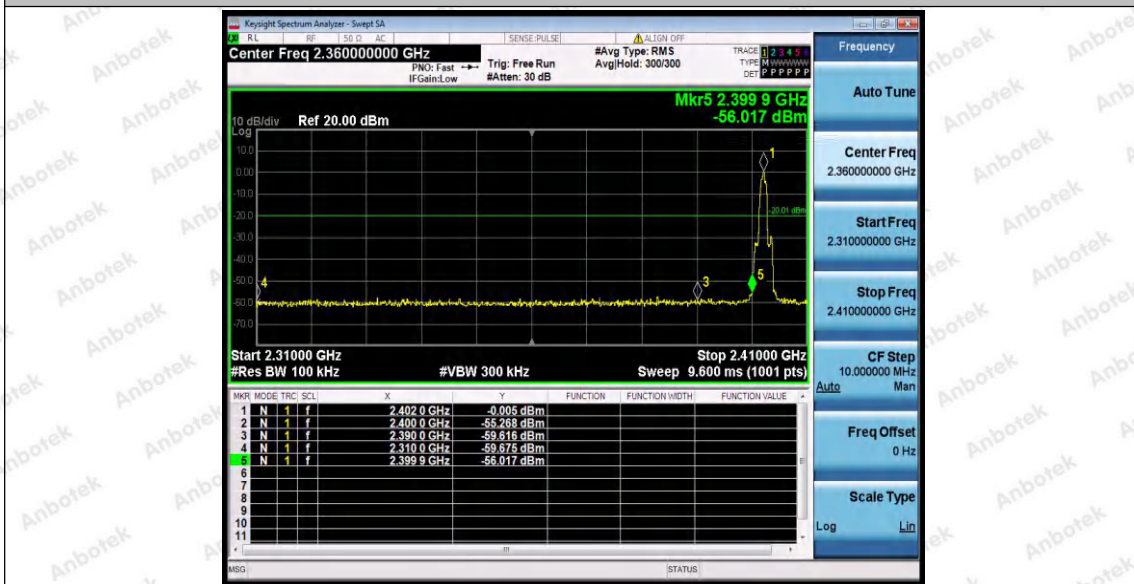 Keysight Spectrum Analyzer - Swept SA
RL RF 50 Ω AC SENSE:PULSE ALIGN OFF
Center Freq 2.360000000 GHz
PNO: Fast
IFGain:Low
Trig: Free Run
#Atten: 30 dB
#Avg Type: RMS
Avg|Hold: 300/300
TRACE 1 2 3 4 5 6
TYPE M W W W W W
DET P P P P P P
Mkr5 2.399 9 GHz
-56.017 dBm
10 dB/div Ref 20.00 dBm
Log
10.0
0.00
-10.0
-20.0
-30.0
-40.0
-50.0
-60.0
-70.0
-20.01 dBm
1
3
4
5
Start 2.31000 GHz Stop 2.41000 GHz
#Res BW 100 kHz #VBW 300 kHz Sweep 9.600 ms (1001 pts)
MKR MODE TRC SCL X Y FUNCTION FUNCTION WIDTH FUNCTION VALUE
1 N 1 f 2.402 0 GHz -0.005 dBm
2 N 1 f 2.400 0 GHz -55.268 dBm
3 N 1 f 2.390 0 GHz -59.616 dBm
4 N 1 f 2.310 0 GHz -59.675 dBm
5 N 1 f 2.399 9 GHz -56.017 dBm
6
7
8
9
10
11
MSG STATUS
Frequency
Auto Tune
Center Freq
2.360000000 GHz
Start Freq
2.310000000 GHz
Stop Freq
2.410000000 GHz
CF Step
10.000000 MHz
Auto Man
Freq Offset
0 Hz
Scale Type
Log Lin
Anbotek